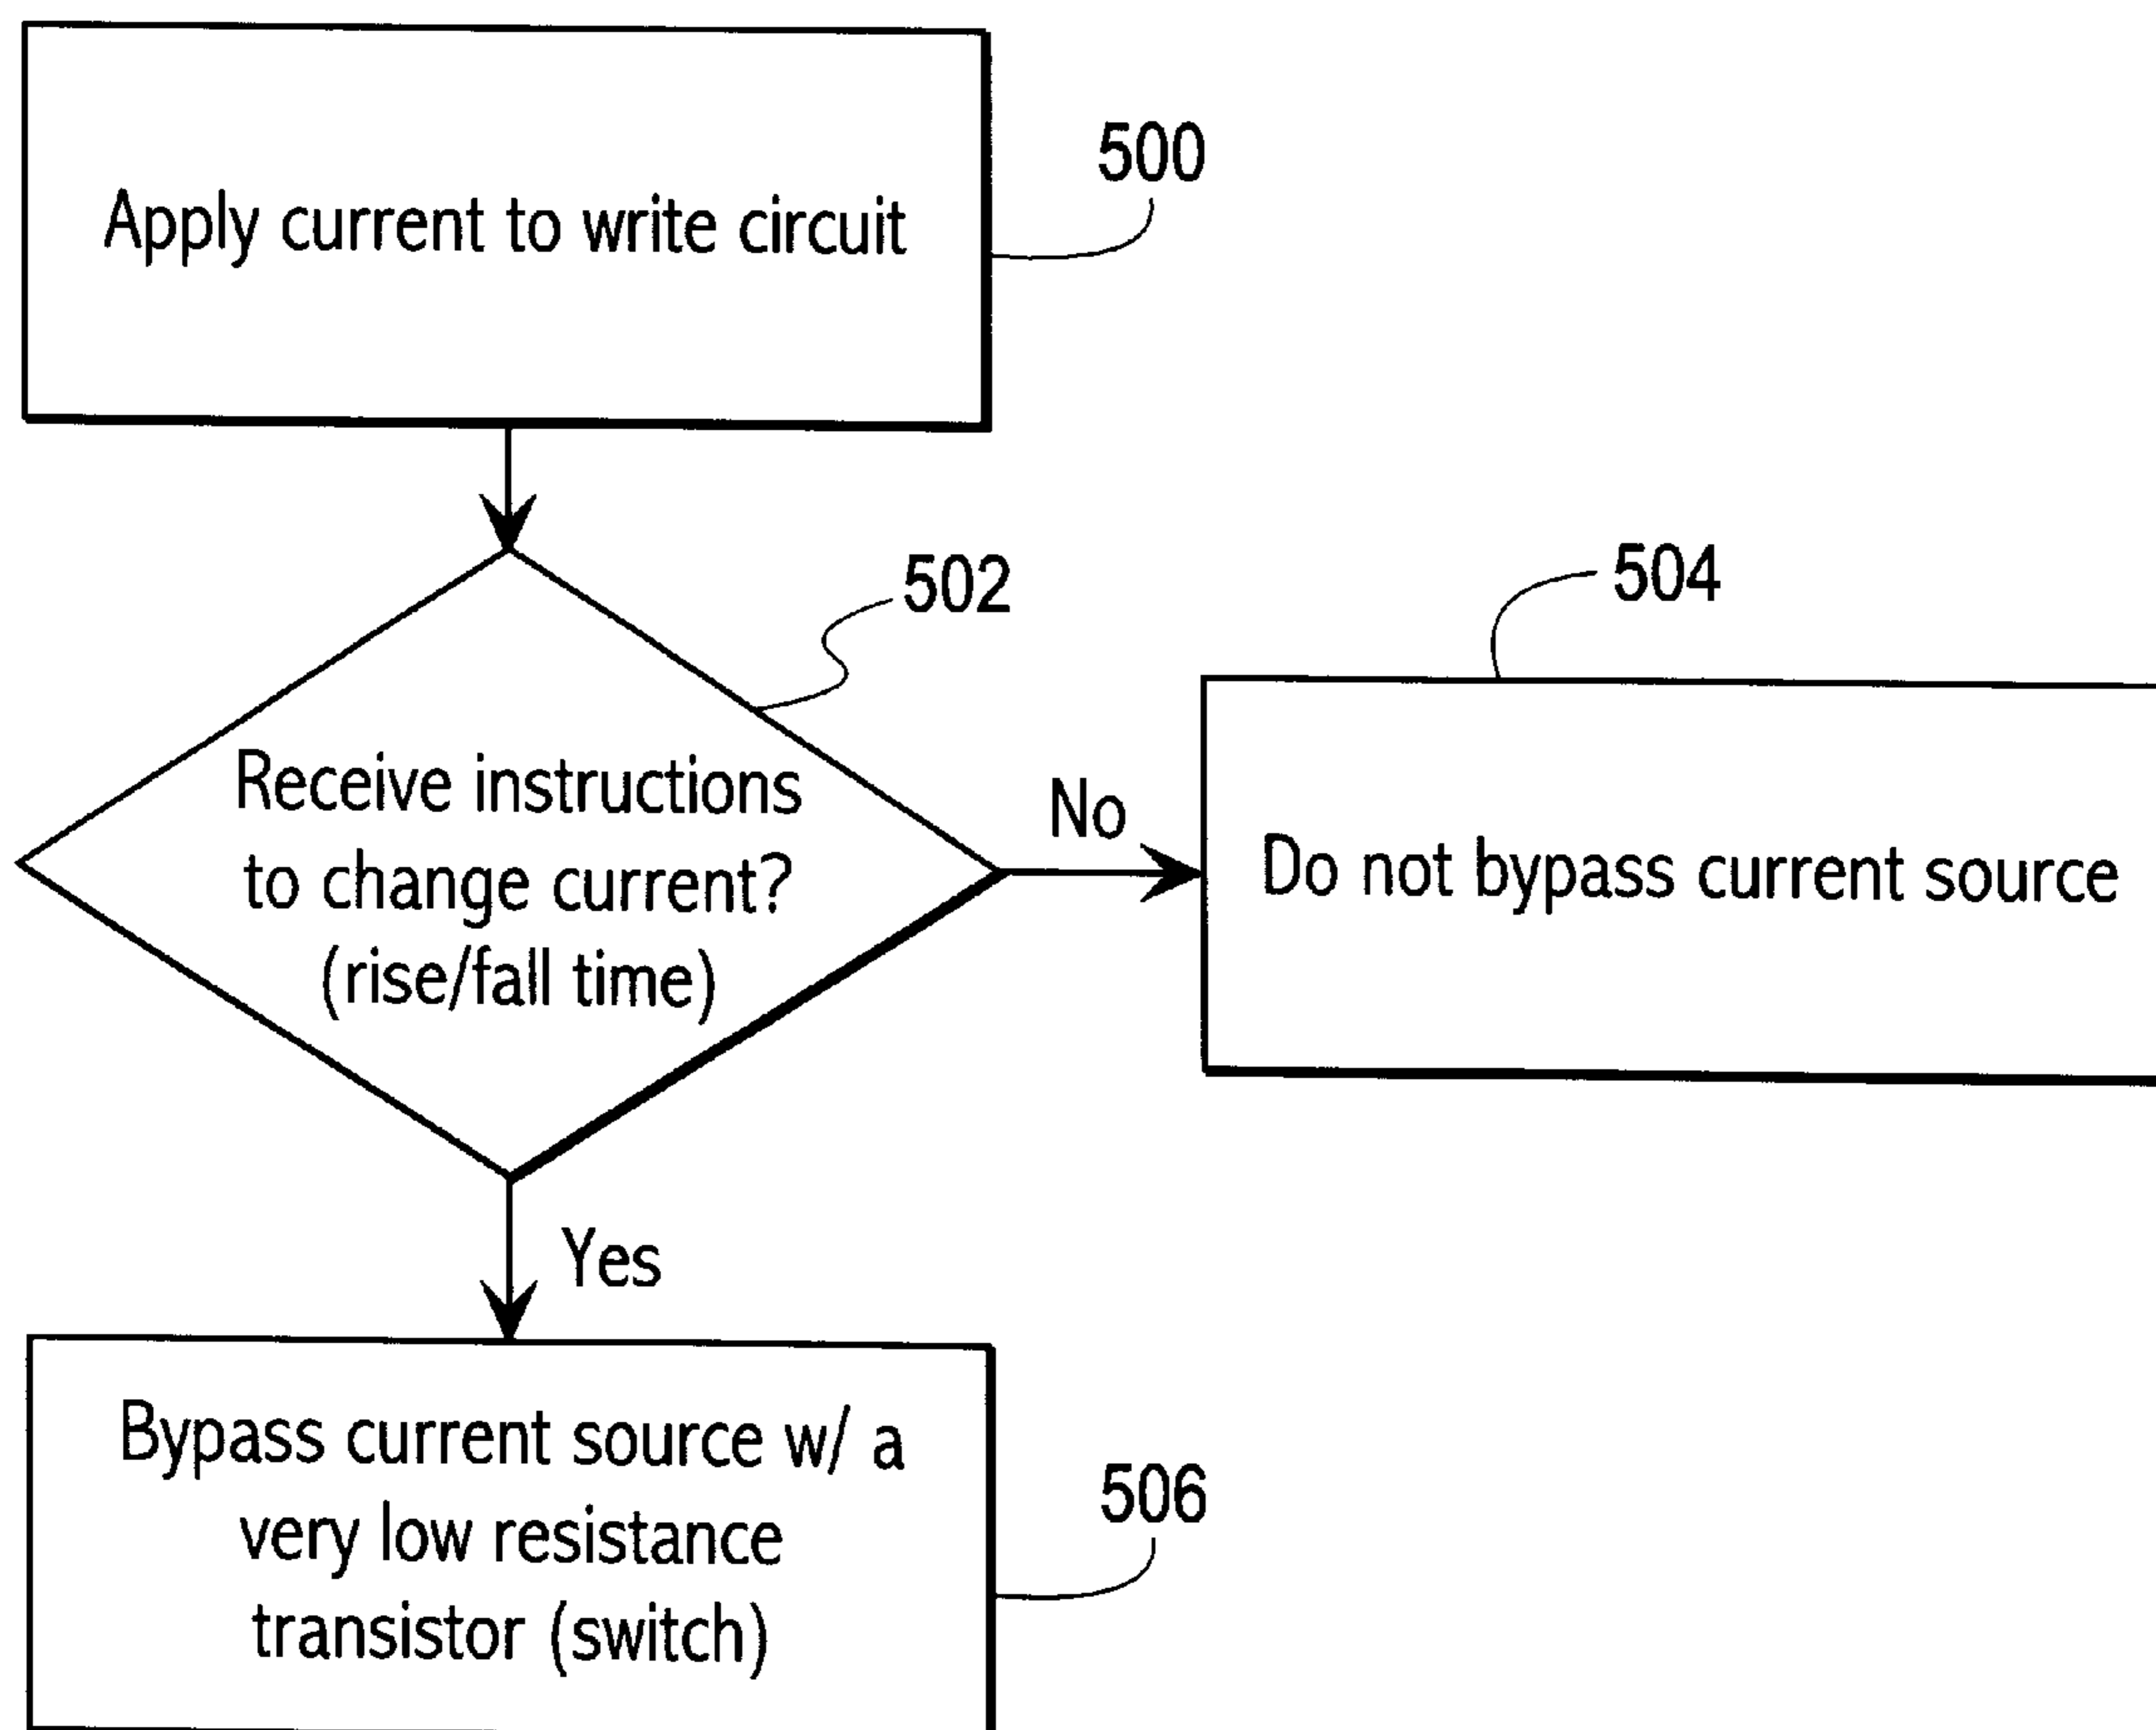 Apply current to write circuit
500
502
504
Receive instructions
to change current?
(rise/fall time)
No
Do not bypass current source
Yes
Bypass current source w/ a
very low resistance
transistor (switch)
506